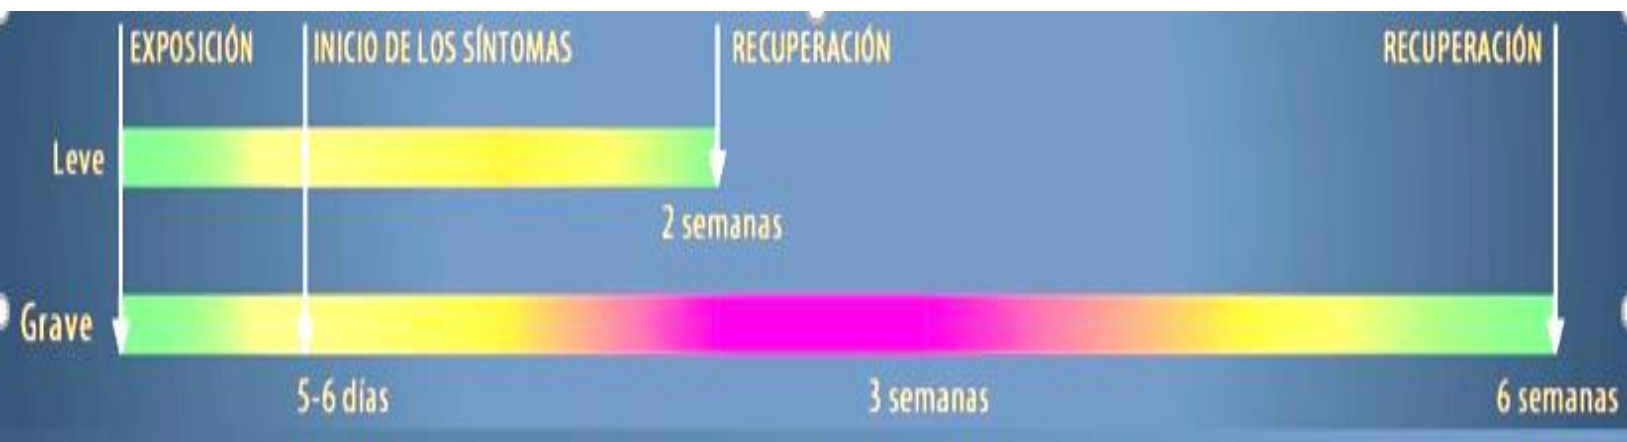 EXPOSICIÓN
INICIO DE LOS SÍNTOMAS
RECUPERACIÓN
RECUPERACIÓN
Leve
2 semanas
Grave
5-6 días
3 semanas
6 semanas